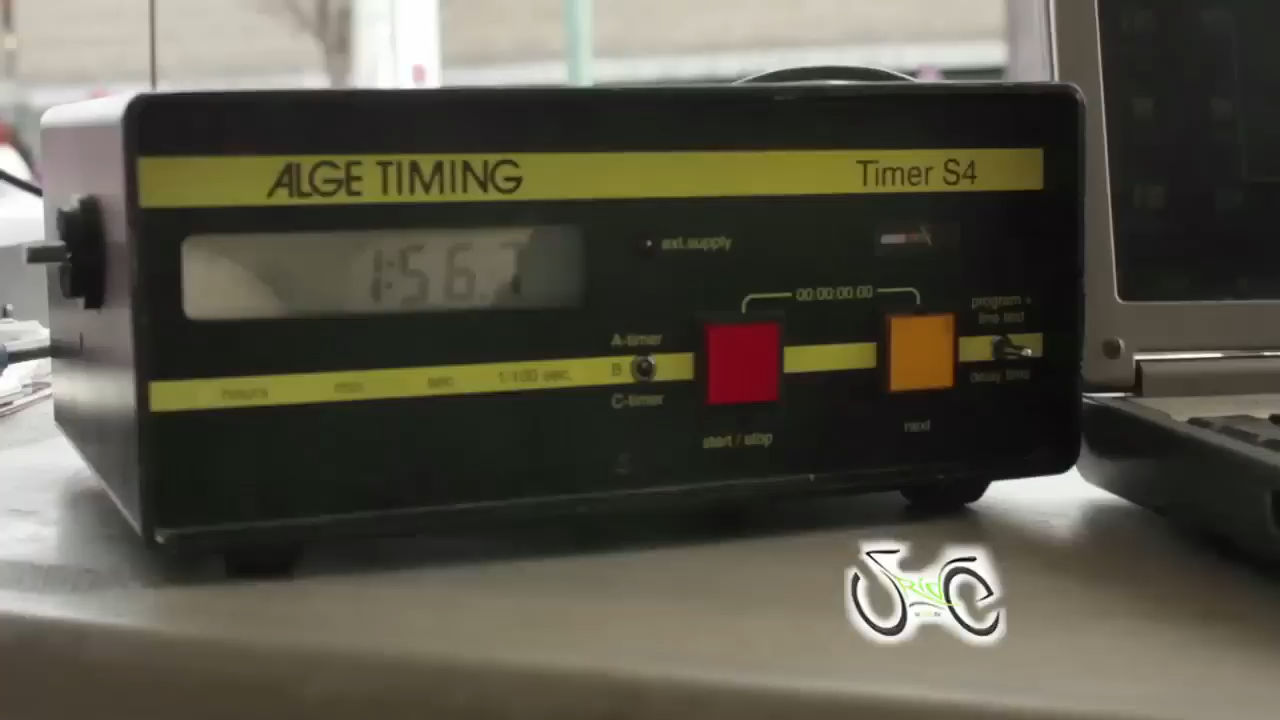 ALGE TIMING
Timer S4
1:56.7
ext.supply
00:00:00:00
program +
time test
A-timer
B
C-timer
hours min sec 1/100 sec.
delay time
start / stop
next